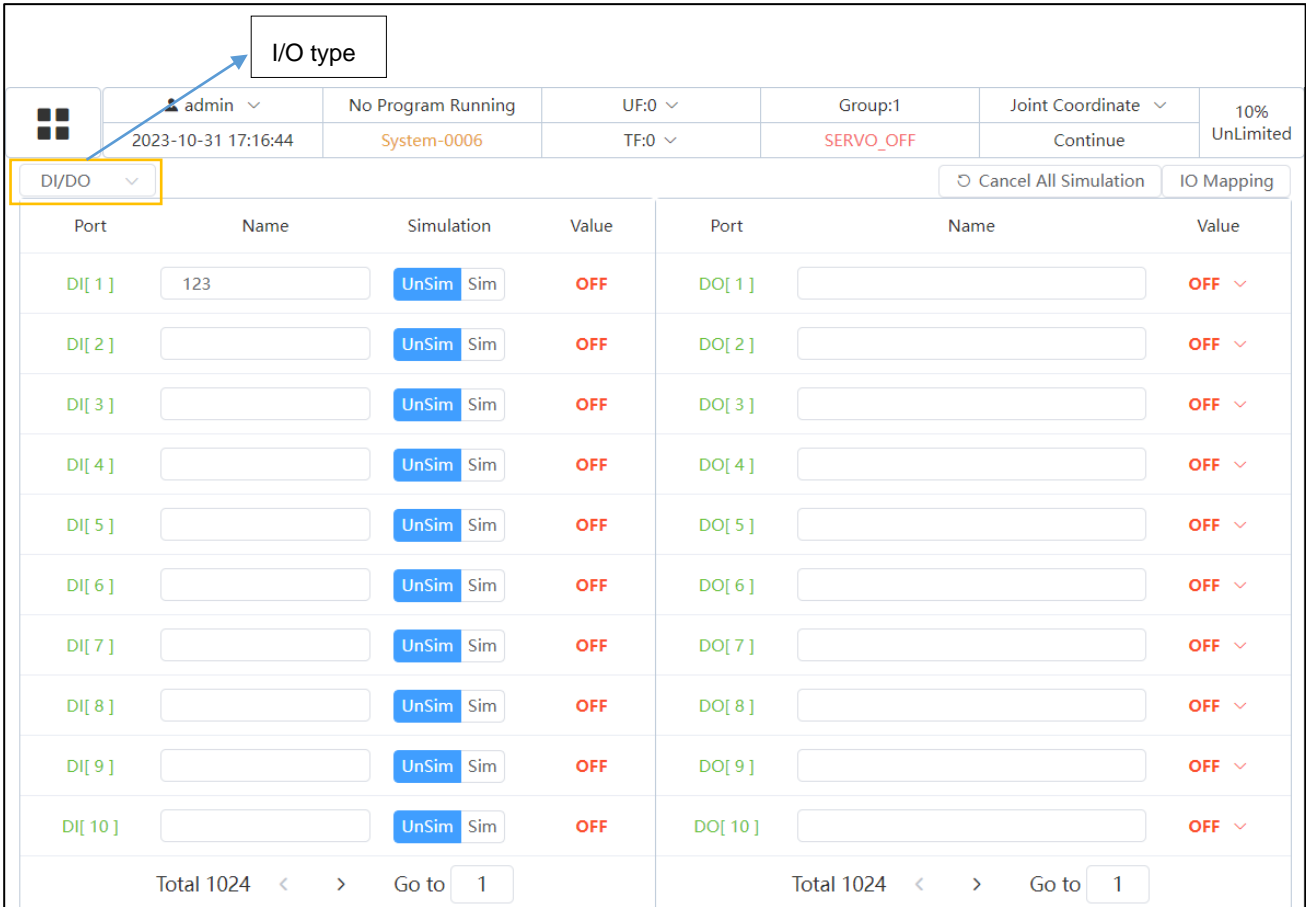 I/O type
admin No Program Running UF:0 Group:1 Joint Coordinate 10% UnLimited
2023-10-31 17:16:44 System-0006 TF:0 SERVO_OFF Continue
DI/DO Cancel All Simulation IO Mapping
Port Name Simulation Value Port Name Value
DI[ 1 ] 123 UnSim Sim OFF DO[ 1 ] OFF
DI[ 2 ] UnSim Sim OFF DO[ 2 ] OFF
DI[ 3 ] UnSim Sim OFF DO[ 3 ] OFF
DI[ 4 ] UnSim Sim OFF DO[ 4 ] OFF
DI[ 5 ] UnSim Sim OFF DO[ 5 ] OFF
DI[ 6 ] UnSim Sim OFF DO[ 6 ] OFF
DI[ 7 ] UnSim Sim OFF DO[ 7 ] OFF
DI[ 8 ] UnSim Sim OFF DO[ 8 ] OFF
DI[ 9 ] UnSim Sim OFF DO[ 9 ] OFF
DI[ 10 ] UnSim Sim OFF DO[ 10 ] OFF
Total 1024 < > Go to 1 Total 1024 < > Go to 1